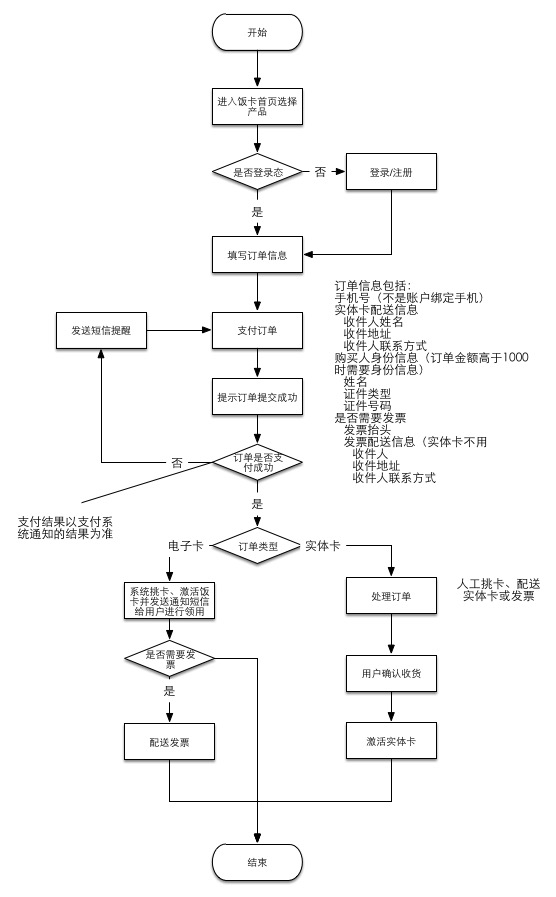 开始
进入饭卡首页选择
产品
是否登录态
否
登录/注册
是
填写订单信息
订单信息包括：
手机号（不是账户绑定手机）
实体卡配送信息
收件人姓名
收件地址
收件人联系方式
购买人身份信息（订单金额高于1000
时需要身份信息）
姓名
证件类型
证件号码
是否需要发票
发票抬头
发票配送信息（实体卡不用
收件人
收件地址
收件人联系方式
发送短信提醒
支付订单
提示订单提交成功
订单是否支
付成功
否
支付结果以支付系
统通知的结果为准
是
电子卡
订单类型
实体卡
系统挑卡、激活饭
卡并发送通知短信
给用户进行领用
处理订单
人工挑卡、配送
实体卡或发票
是否需要发
票
用户确认收货
是
配送发票
激活实体卡
结束